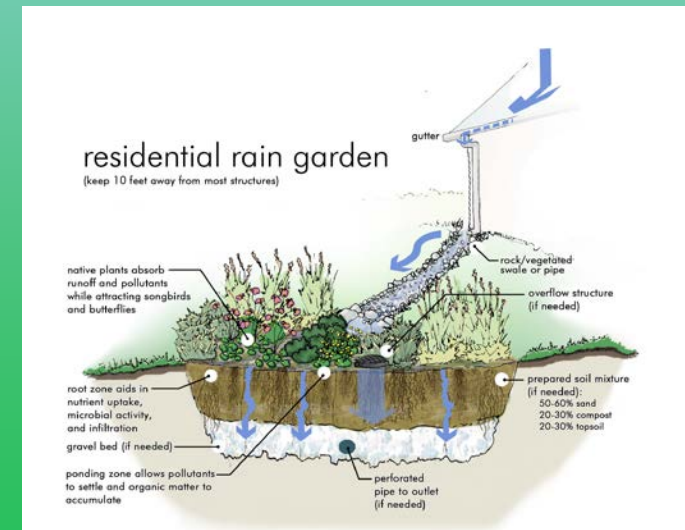 residential rain garden
(keep 10 feet away from most structures)
gutter
rock/vegetated
swale or pipe
overflow structure
(if needed)
native plants absorb
runoff and pollutants
while attracting songbirds
and butterflies
root zone aids in
nutrient uptake,
microbial activity,
and infiltration
prepared soil mixture
(if needed):
50-60% sand
20-30% compost
20-30% topsoil
gravel bed (if needed)
ponding zone allows pollutants
to settle and organic matter to
accumulate
perforated
pipe to outlet
(if needed)